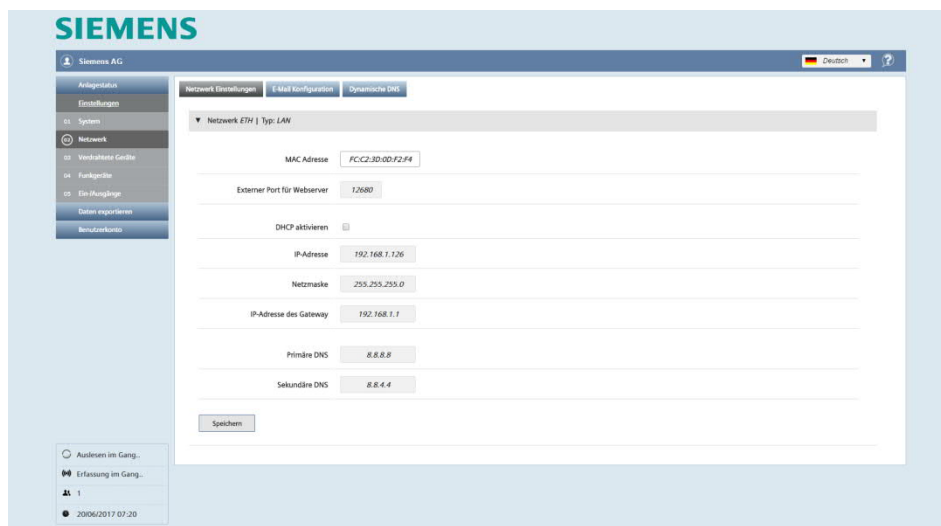 SIEMENS
Siemens AG
Deutsch
Anlagestatus
Einstellungen
01 System
02 Netzwerk
03 Verdrahtete Geräte
04 Funkgeräte
05 Ein-/Ausgänge
Daten exportieren
Benutzerkonto
Netzwerk Einstellungen
E-Mail Konfiguration
Dynamische DNS
▼ Netzwerk ETH | Typ: LAN
MAC Adresse FC:C2:3D:0D:F2:F4
Externer Port für Webserver 12680
DHCP aktivieren
IP-Adresse 192.168.1.126
Netzmaske 255.255.255.0
IP-Adresse des Gateway 192.168.1.1
Primäre DNS 8.8.8.8
Sekundäre DNS 8.8.4.4
Speichern
Auslesen im Gang..
Erfassung im Gang..
1
20/06/2017 07:20